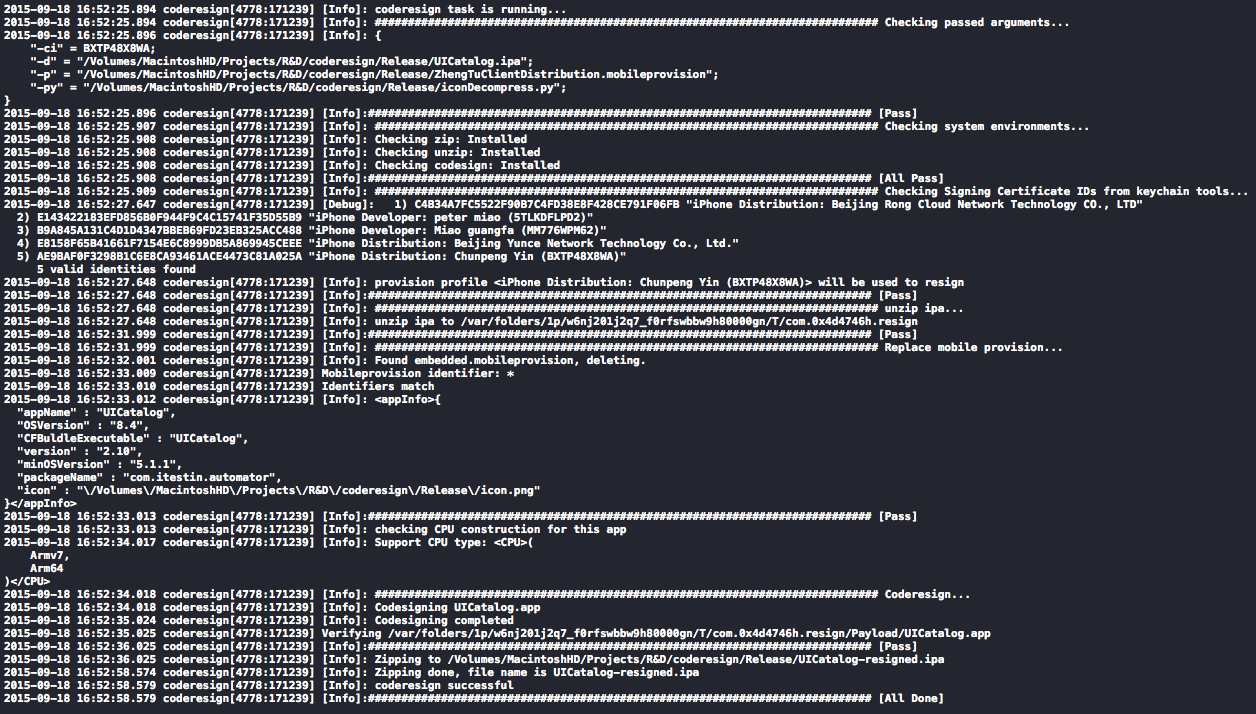 2015-09-18 16:52:25.894 coderesign[4778:171239] [Info]: coderesign task is running...
2015-09-18 16:52:25.894 coderesign[4778:171239] [Info]: ############################################################################ Checking passed arguments...
2015-09-18 16:52:25.896 coderesign[4778:171239] [Info]: {
    "-ci" = BXTP48X8WA;
    "-d" = "/Volumes/MacintoshHD/Projects/R&D/coderesign/Release/UICatalog.ipa";
    "-p" = "/Volumes/MacintoshHD/Projects/R&D/coderesign/Release/ZhengTuClientDistribution.mobileprovision";
    "-py" = "/Volumes/MacintoshHD/Projects/R&D/coderesign/Release/iconDecompress.py";
}
2015-09-18 16:52:25.896 coderesign[4778:171239] [Info]:############################################################################ [Pass]
2015-09-18 16:52:25.907 coderesign[4778:171239] [Info]: ############################################################################ Checking system environments...
2015-09-18 16:52:25.908 coderesign[4778:171239] [Info]: Checking zip: Installed
2015-09-18 16:52:25.908 coderesign[4778:171239] [Info]: Checking unzip: Installed
2015-09-18 16:52:25.908 coderesign[4778:171239] [Info]: Checking codesign: Installed
2015-09-18 16:52:25.908 coderesign[4778:171239] [Info]:############################################################################ [All Pass]
2015-09-18 16:52:25.909 coderesign[4778:171239] [Info]: ############################################################################ Checking Signing Certificate IDs from keychain tools...
2015-09-18 16:52:27.647 coderesign[4778:171239] [Debug]:   1) C4B34A7FC5522F90B7C4FD38E8F428CE791F06FB "iPhone Distribution: Beijing Rong Cloud Network Technology CO., LTD"
  2) E143422183EFD856B0F944F9C4C15741F35D55B9 "iPhone Developer: peter miao (5TLKDFLPD2)"
  3) B9A845A131C4D1D4347BBEB69FD23EB325ACC488 "iPhone Developer: Miao guangfa (MM776WPM62)"
  4) E8158F65B41661F7154E6C8999DB5A869945CEEE "iPhone Distribution: Beijing Yunce Network Technology Co., Ltd."
  5) AE9BAF0F3298B1C6E8CA93461ACE4473C81A025A "iPhone Distribution: Chunpeng Yin (BXTP48X8WA)"
     5 valid identities found
2015-09-18 16:52:27.648 coderesign[4778:171239] [Info]: provision profile <iPhone Distribution: Chunpeng Yin (BXTP48X8WA)> will be used to resign
2015-09-18 16:52:27.648 coderesign[4778:171239] [Info]:############################################################################ [Pass]
2015-09-18 16:52:27.648 coderesign[4778:171239] [Info]: ############################################################################ unzip ipa...
2015-09-18 16:52:27.648 coderesign[4778:171239] [Info]: unzip ipa to /var/folders/1p/w6nj201j2q7_f0rfswbbw9h80000gn/T/com.0x4d4746h.resign
2015-09-18 16:52:31.999 coderesign[4778:171239] [Info]:############################################################################ [Pass]
2015-09-18 16:52:31.999 coderesign[4778:171239] [Info]: ############################################################################ Replace mobile provision...
2015-09-18 16:52:32.001 coderesign[4778:171239] [Info]: Found embedded.mobileprovision, deleting.
2015-09-18 16:52:33.009 coderesign[4778:171239] Mobileprovision identifier: *
2015-09-18 16:52:33.010 coderesign[4778:171239] Identifiers match
2015-09-18 16:52:33.012 coderesign[4778:171239] [Info]: <appInfo>{
  "appName" : "UICatalog",
  "OSVersion" : "8.4",
  "CFBuldleExecutable" : "UICatalog",
  "version" : "2.10",
  "minOSVersion" : "5.1.1",
  "packageName" : "com.itestin.automator",
  "icon" : "\/Volumes\/MacintoshHD\/Projects\/R&D\/coderesign\/Release\/icon.png"
}</appInfo>
2015-09-18 16:52:33.013 coderesign[4778:171239] [Info]:############################################################################ [Pass]
2015-09-18 16:52:33.013 coderesign[4778:171239] [Info]: checking CPU construction for this app
2015-09-18 16:52:34.017 coderesign[4778:171239] [Info]: Support CPU type: <CPU>(
    Armv7,
    Arm64
)</CPU>
2015-09-18 16:52:34.018 coderesign[4778:171239] [Info]: ############################################################################ Coderesign...
2015-09-18 16:52:34.018 coderesign[4778:171239] [Info]: Codesigning UICatalog.app
2015-09-18 16:52:35.024 coderesign[4778:171239] [Info]: Codesigning completed
2015-09-18 16:52:35.025 coderesign[4778:171239] Verifying /var/folders/1p/w6nj201j2q7_f0rfswbbw9h80000gn/T/com.0x4d4746h.resign/Payload/UICatalog.app
2015-09-18 16:52:36.025 coderesign[4778:171239] [Info]:############################################################################ [Pass]
2015-09-18 16:52:36.025 coderesign[4778:171239] [Info]: Zipping to /Volumes/MacintoshHD/Projects/R&D/coderesign/Release/UICatalog-resigned.ipa
2015-09-18 16:52:58.574 coderesign[4778:171239] [Info]: Zipping done, file name is UICatalog-resigned.ipa
2015-09-18 16:52:58.579 coderesign[4778:171239] [Info]: coderesign successful
2015-09-18 16:52:58.579 coderesign[4778:171239] [Info]:############################################################################ [All Done]